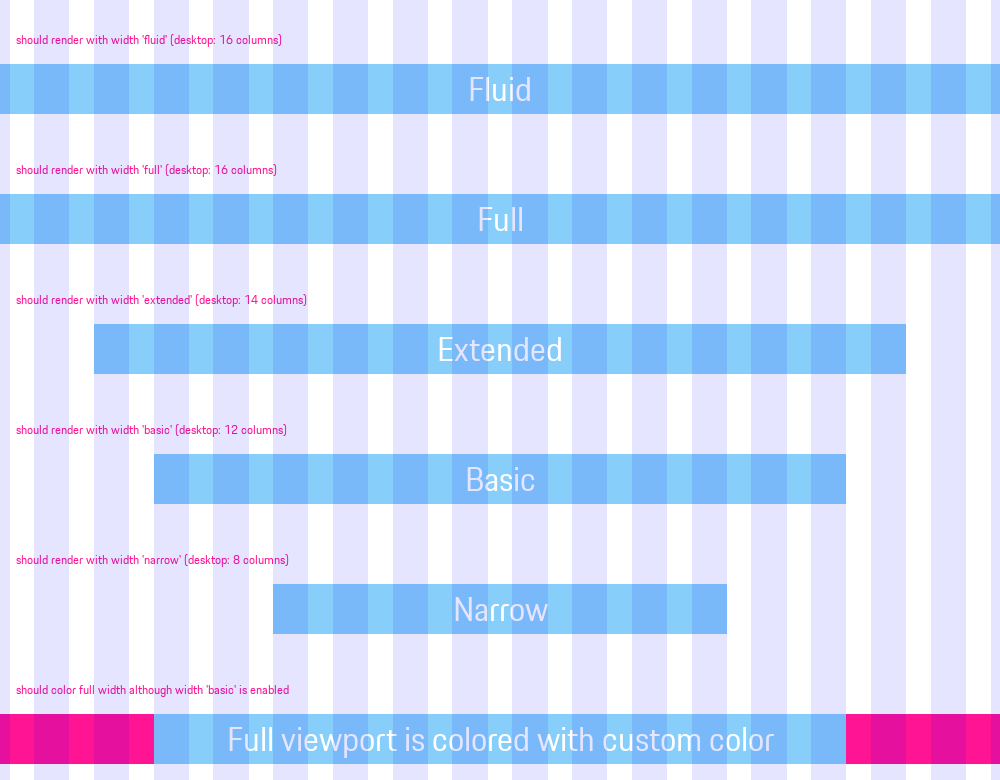 should render with width 'fluid' (desktop: 16 columns)
Fluid
should render with width 'full' (desktop: 16 columns)
Full
should render with width 'extended' (desktop: 14 columns)
Extended
should render with width 'basic' (desktop: 12 columns)
Basic
should render with width 'narrow' (desktop: 8 columns)
Narrow
should color full width although width 'basic' is enabled
Full viewport is colored with custom color